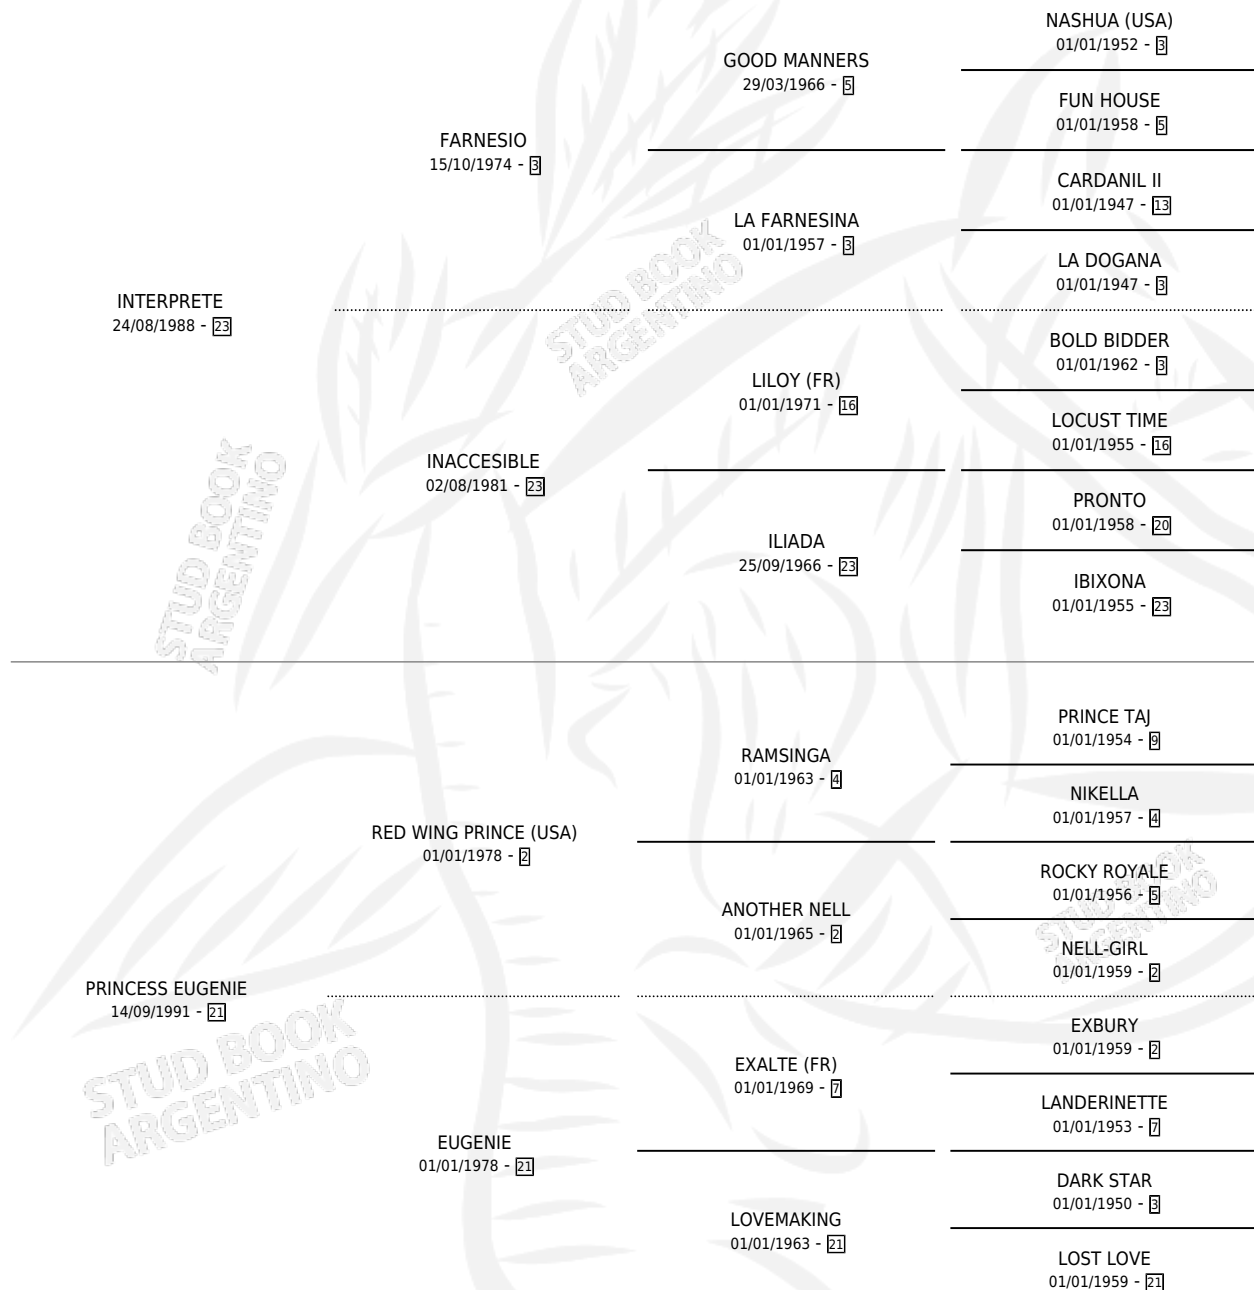 NASHUA (USA)
01/01/1952 - 3
GOOD MANNERS
29/03/1966 - 5
FUN HOUSE
01/01/1958 - 5
FARNESIO
15/10/1974 - 3
CARDANIL II
01/01/1947 - 13
LA FARNESINA
01/01/1957 - 3
LA DOGANA
01/01/1947 - 3
INTERPRETE
24/08/1988 - 23
BOLD BIDDER
01/01/1962 - 3
LILOY (FR)
01/01/1971 - 16
LOCUST TIME
01/01/1955 - 16
INACCESIBLE
02/08/1981 - 23
PRONTO
01/01/1958 - 20
ILIADA
25/09/1966 - 23
IBIXONA
01/01/1955 - 23
STUD BOOK
ARGENTINO
STUD BOOK
ARGENTINO
PRINCE TAJ
01/01/1954 - 9
RAMSINGA
01/01/1963 - 4
NIKELLA
01/01/1957 - 4
RED WING PRINCE (USA)
01/01/1978 - 2
ROCKY ROYALE
01/01/1956 - 5
ANOTHER NELL
01/01/1965 - 2
NELL-GIRL
01/01/1959 - 2
STUD BOOK
ARGENTINO
PRINCESS EUGENIE
14/09/1991 - 21
EXBURY
01/01/1959 - 2
EXALTE (FR)
01/01/1969 - 7
LANDERINETTE
01/01/1953 - 7
STUD BOOK
ARGENTINO
EUGENIE
01/01/1978 - 21
DARK STAR
01/01/1950 - 3
LOVEMAKING
01/01/1963 - 21
LOST LOVE
01/01/1959 - 21